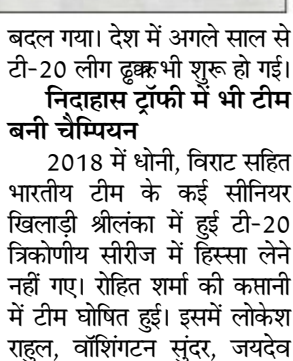 बदल गया। देश में अगले साल से
टी-20 लीग भी शुरू हो गई।
निदाहास ट्रॉफी में भी टीम
बनी चैम्पियन
2018 में धोनी, विराट सहित
भारतीय टीम के कई सीनियर
खिलाड़ी श्रीलंका में हुई टी-20
त्रिकोणीय सीरीज में हिस्सा लेने
नहीं गए। रोहित शर्मा की कप्तानी
में टीम घोषित हुई। इसमें लोकेश
राहुल, वॉशिंगटन सुंदर, जयदेव